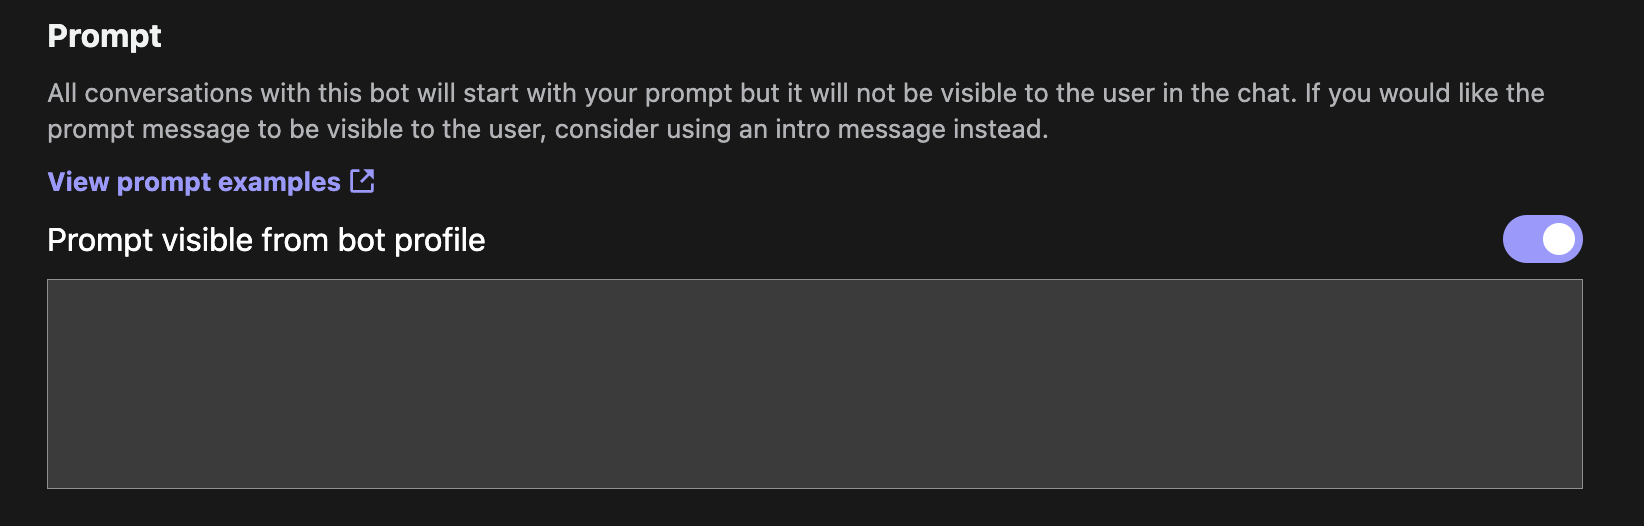 Prompt
All conversations with this bot will start with your prompt but it will not be visible to the user in the chat. If you would like the
prompt message to be visible to the user, consider using an intro message instead.
View prompt examples
Prompt visible from bot profile